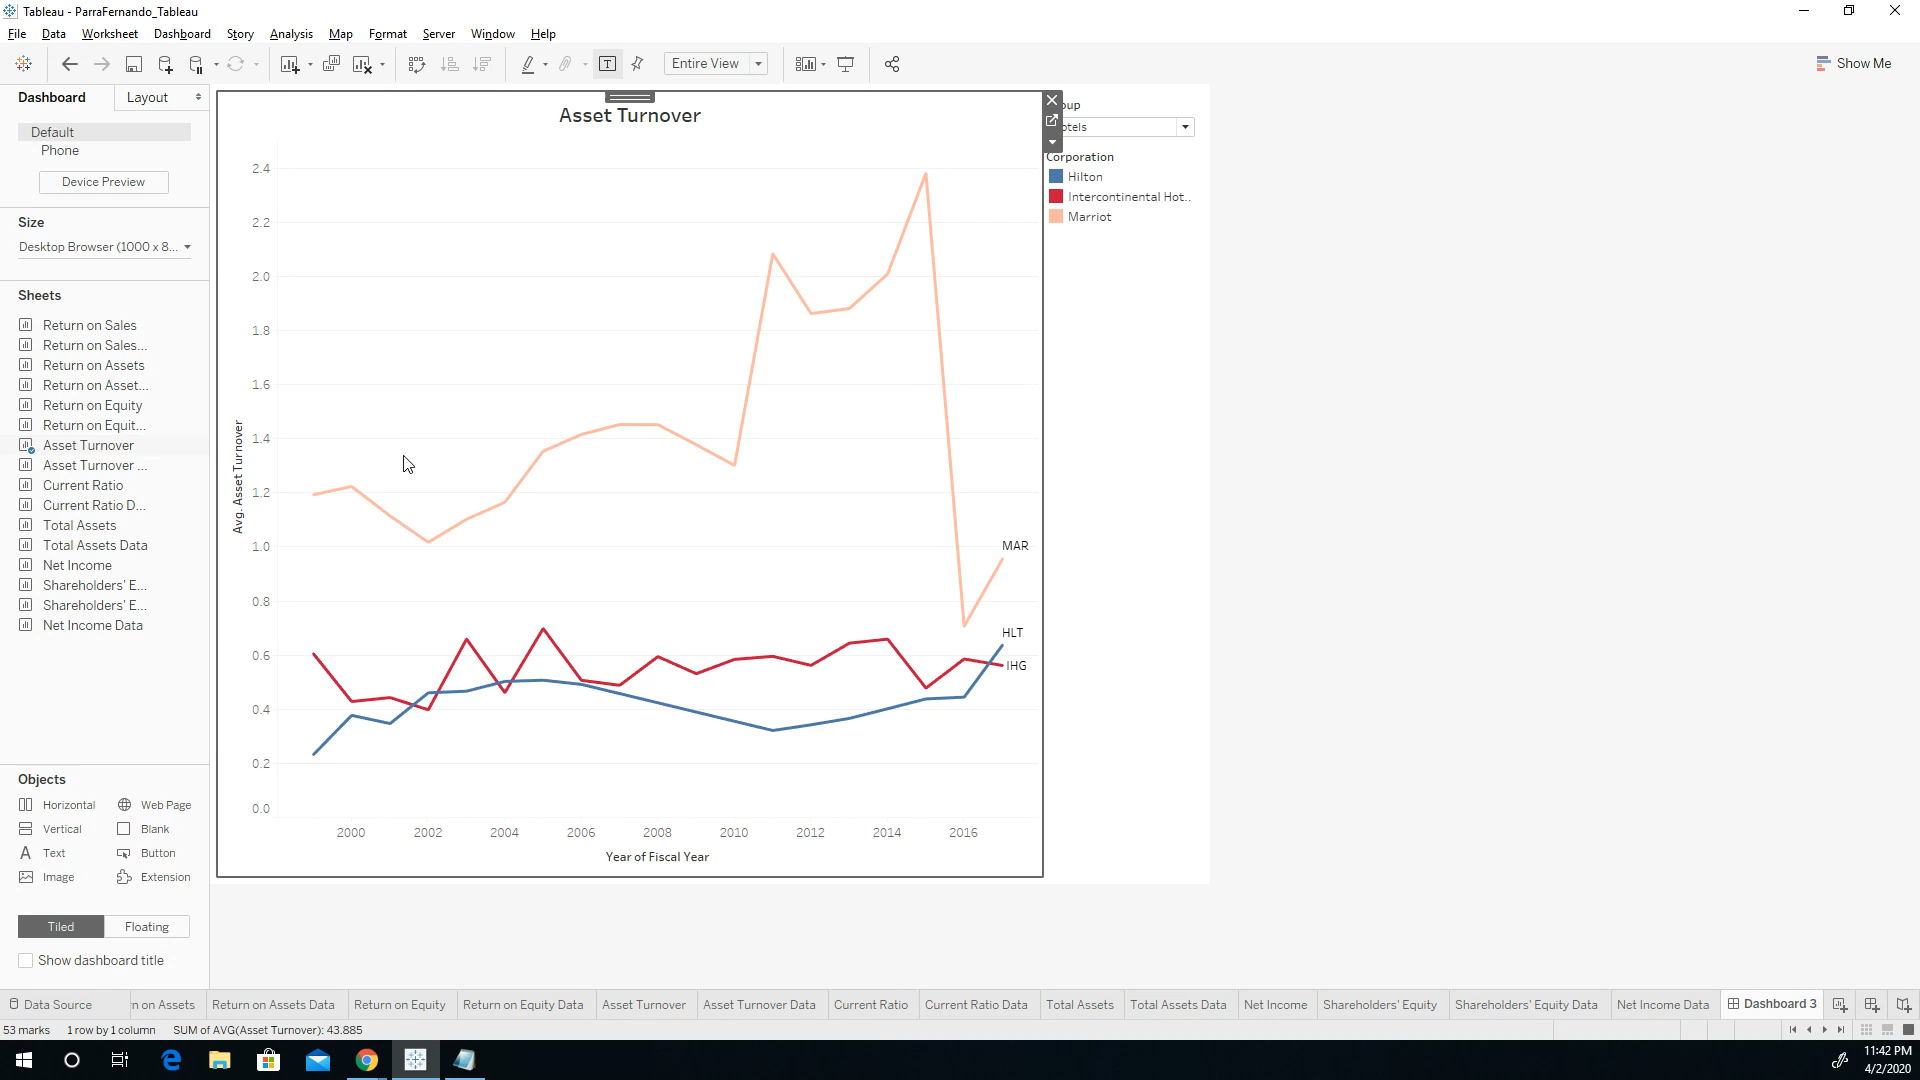 Tableau - ParraFernando_Tableau
File Data Worksheet Dashboard Story Analysis Map Format Server Window Help
Entire View
Show Me
Dashboard Layout
Default
Phone
Device Preview
Size
Desktop Browser (1000 x 8...
Sheets
Return on Sales
Return on Sales...
Return on Assets
Return on Asset...
Return on Equity
Return on Equit...
Asset Turnover
Asset Turnover ...
Current Ratio
Current Ratio D...
Total Assets
Total Assets Data
Net Income
Shareholders' E...
Shareholders' E...
Net Income Data
Objects
Horizontal Web Page
Vertical Blank
Text Button
Image Extension
Tiled Floating
Show dashboard title
Asset Turnover
2.4
2.2
2.0
1.8
1.6
1.4
1.2
1.0
0.8
0.6
0.4
0.2
0.0
Avg. Asset Turnover
MAR
HLT
IHG
2000 2002 2004 2006 2008 2010 2012 2014 2016
Year of Fiscal Year
oup
otels
Corporation
Hilton
Intercontinental Hot..
Marriot
Data Source n on Assets Return on Assets Data Return on Equity Return on Equity Data Asset Turnover Asset Turnover Data Current Ratio Current Ratio Data Total Assets Total Assets Data Net Income Shareholders' Equity Shareholders' Equity Data Net Income Data Dashboard 3
53 marks 1 row by 1 column SUM of AVG(Asset Turnover): 43.885
11:42 PM
4/2/2020